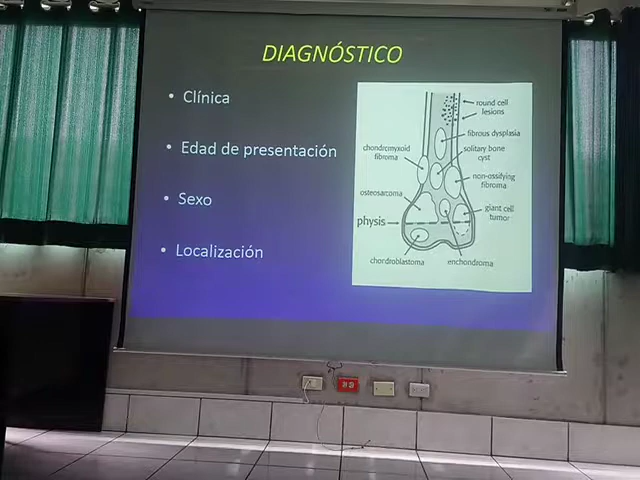 DIAGNÓSTICO
• Clínica
• Edad de presentación
• Sexo
• Localización
round cell
lesions
fibrous dysplasia
chondromyxoid
fibroma
solitary bone
cyst
non-ossifying
fibroma
osteosarcoma
giant cell
tumor
physis
chordroblastoma
enchondroma